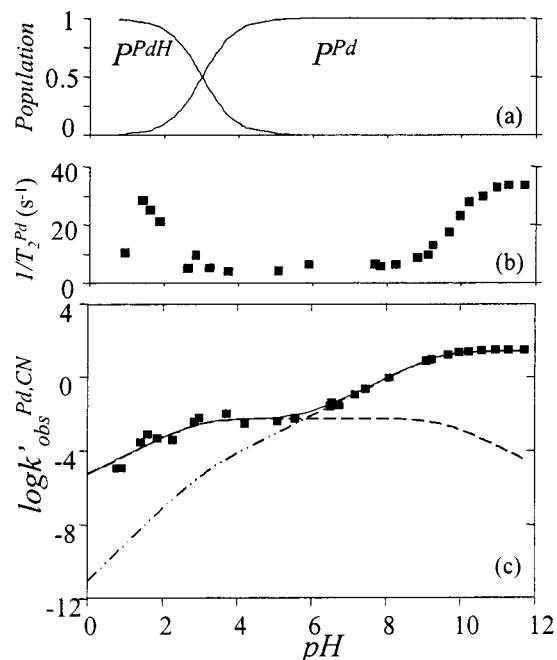 1
0.5
0
Population
P^PdH
P^Pd
(a)
40
20
0
1/T_2^Pd (s^-1)
(b)
4
0
-4
-8
-12
logk'_obs^Pd,CN
(c)
0 2 4 6 8 10 12
pH